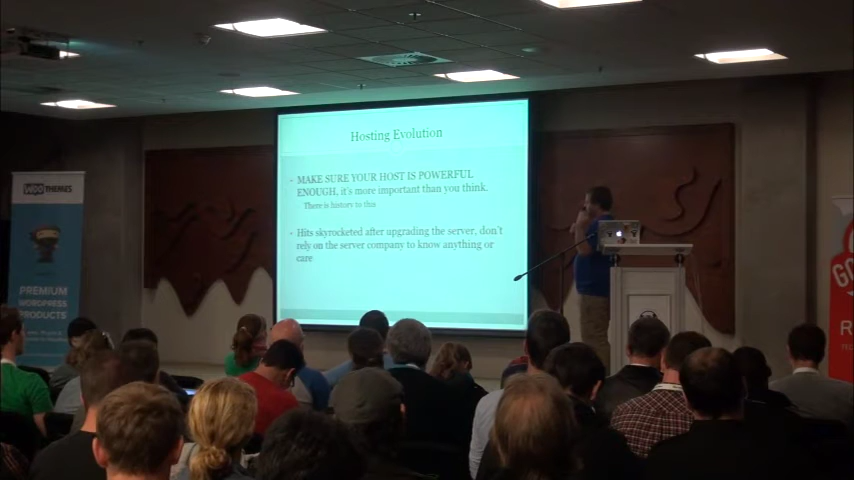 Hosting Evolution
MAKE SURE YOUR HOST IS POWERFUL
ENOUGH, it's more important than you think.
There is history to this
Hits skyrocketed after upgrading the server, don't
rely on the server company to know anything or
care
WOO THEMES
PREMIUM
WORDPRESS
PRODUCTS
GO
R